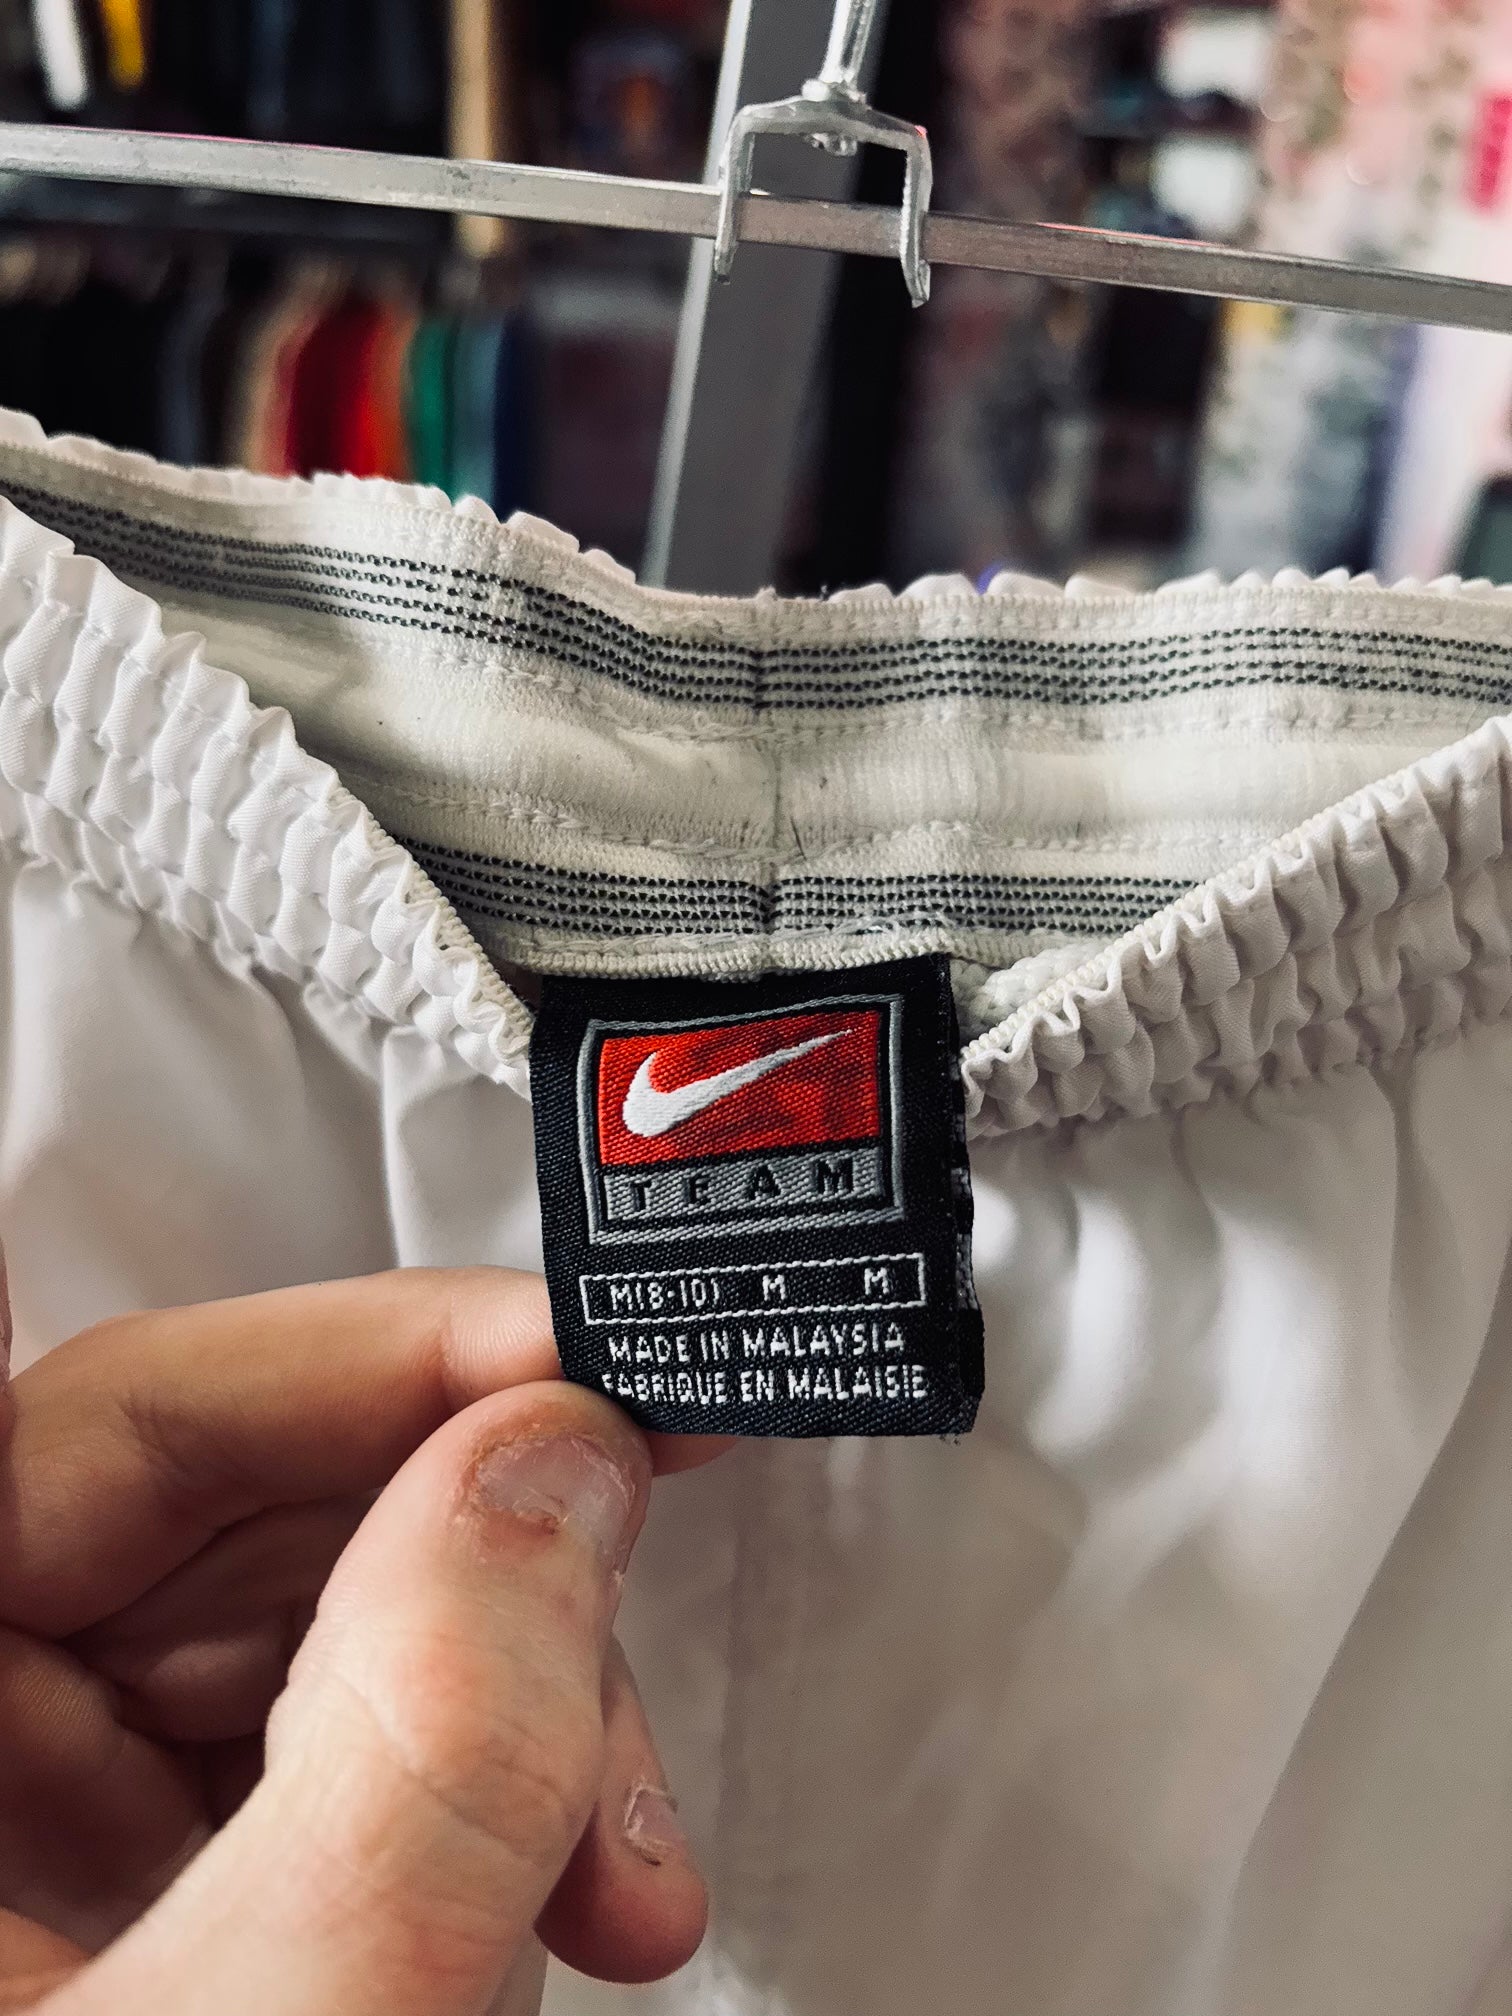 TEAM
M(8-10) M M
MADE IN MALAYSIA
FABRIQUE EN MALAISIE